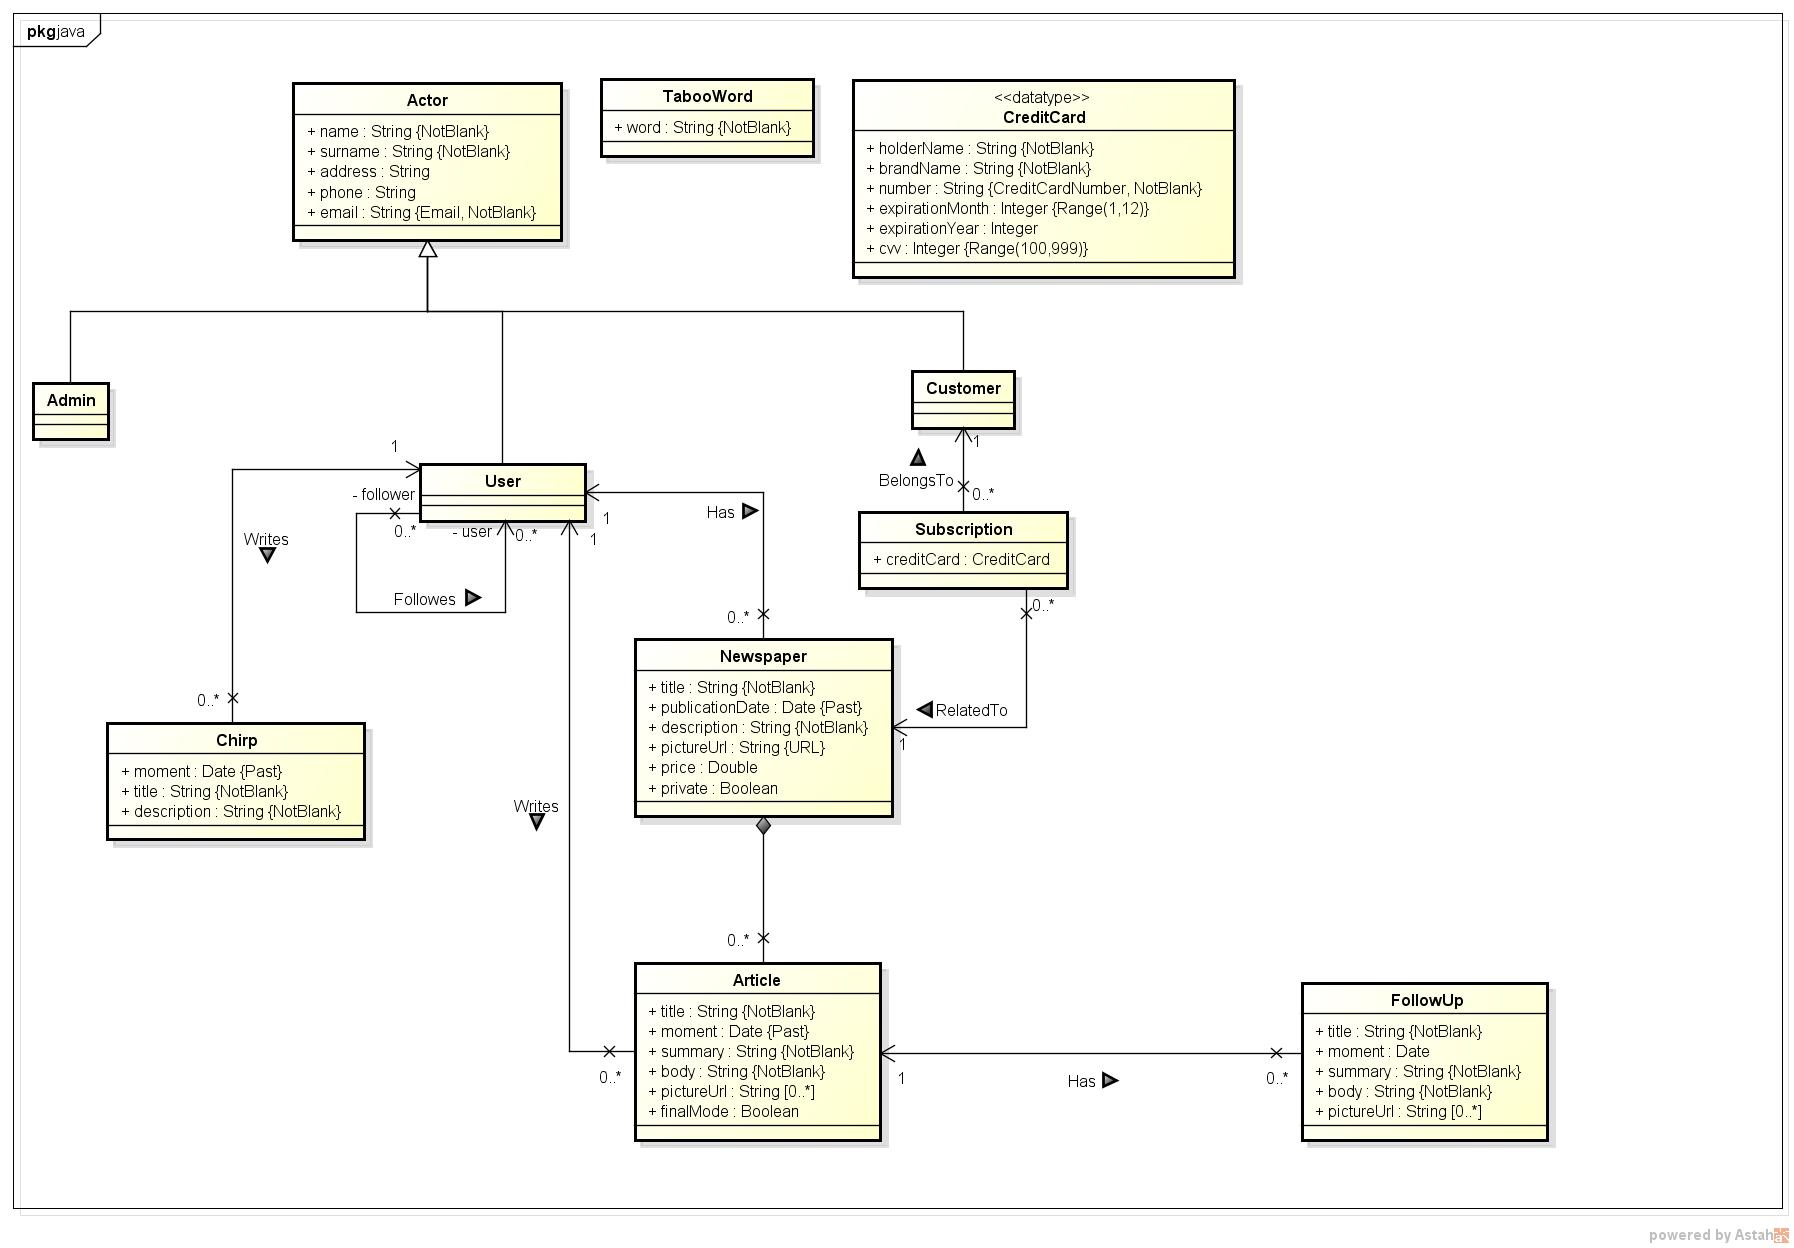 pkg java
Actor
+ name : String {NotBlank}
+ surname : String {NotBlank}
+ address : String
+ phone : String
+ email : String {Email, NotBlank}
TabooWord
+ word : String {NotBlank}
<<datatype>>
CreditCard
+ holderName : String {NotBlank}
+ brandName : String {NotBlank}
+ number : String {CreditCardNumber, NotBlank}
+ expirationMonth : Integer {Range(1,12)}
+ expirationYear : Integer
+ cvv : Integer {Range(100,999)}
Admin
Customer
1
BelongsTo
0..*
1
User
- follower
0..*
- user
0..*
1
1
Has
Writes
Followes
Subscription
+ creditCard : CreditCard
0..*
0..*
Newspaper
+ title : String {NotBlank}
+ publicationDate : Date {Past}
+ description : String {NotBlank}
+ pictureUrl : String {URL}
+ price : Double
+ private : Boolean
RelatedTo
1
0..*
Chirp
+ moment : Date {Past}
+ title : String {NotBlank}
+ description : String {NotBlank}
Writes
0..*
Article
+ title : String {NotBlank}
+ moment : Date {Past}
+ summary : String {NotBlank}
+ body : String {NotBlank}
+ pictureUrl : String [0..*]
+ finalMode : Boolean
0..*
1
Has
0..*
FollowUp
+ title : String {NotBlank}
+ moment : Date
+ summary : String {NotBlank}
+ body : String {NotBlank}
+ pictureUrl : String [0..*]
powered by Astah